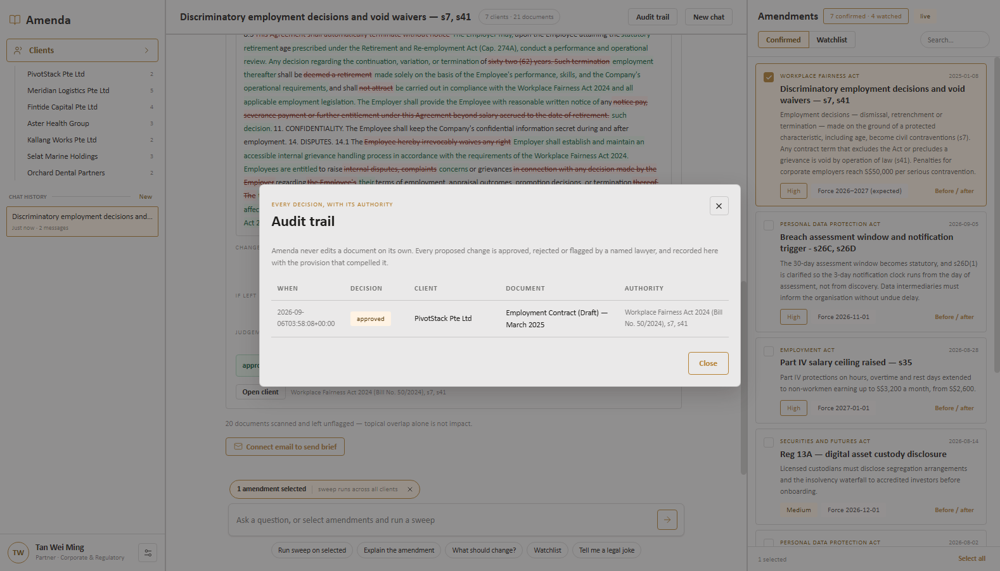 Amenda
Clients
PivotStack Pte Ltd 2
Meridian Logistics Pte Ltd 5
Fintide Capital Pte Ltd 4
Aster Health Group 3
Kallang Works Pte Ltd 2
Selat Marine Holdings 3
Orchard Dental Partners 2
CHAT HISTORY New
Discriminatory employment decisions and...
Just now · 2 messages
TW
Tan Wei Ming
Partner · Corporate & Regulatory
Discriminatory employment decisions and void waivers — s7, s41
7 clients · 21 documents
Audit trail
New chat
8.3 This Agreement shall automatically terminate without notice The Employer may, upon the Employee attaining the statutory
retirement age prescribed under the Retirement and Re-employment Act (Cap. 274A), conduct a performance and operational
review. Any decision regarding the continuation, variation, or termination of sixty-two (62) years. Such termination employment
thereafter shall be deemed a retirement made solely on the basis of the Employee's performance, skills, and the Company's
operational requirements, and shall not attract be carried out in compliance with the Workplace Fairness Act 2024 and all
applicable employment legislation. The Employer shall provide the Employee with reasonable written notice of any notice pay,
severance payment or further entitlement under this Agreement beyond salary accrued to the date of retirement. such
decision. 11. CONFIDENTIALITY. The Employee shall keep the Company's confidential information secret during and after
employment. 14. DISPUTES. 14.1 The Employee hereby irrevocably waives any right Employer shall establish and maintain an
accessible internal grievance handling process in accordance with the requirements of the Workplace Fairness Act 2024.
Employees are entitled to raise internal disputes, complaints concerns or grievances in connection with any decision made by the
Employer regarding the Employee's their terms of employment, appraisal outcomes, promotion decisions, or termination thereof.
The
affec
Act 2
CHANGE
IF LEFT
JUDGEM
appro
Open client
Workplace Fairness Act 2024 (Bill No. 50/2024), s7, s41
20 documents scanned and left unflagged — topical overlap alone is not impact.
Connect email to send brief
1 amendment selected sweep runs across all clients
Ask a question, or select amendments and run a sweep
Run sweep on selected
Explain the amendment
What should change?
Watchlist
Tell me a legal joke
EVERY DECISION, WITH ITS AUTHORITY
Audit trail
Amenda never edits a document on its own. Every proposed change is approved, rejected or flagged by a named lawyer, and recorded here
with the provision that compelled it.
WHEN DECISION CLIENT DOCUMENT AUTHORITY
2026-09-
06T03:58:08+00:00
approved
PivotStack Pte Ltd
Employment Contract (Draft) —
March 2025
Workplace Fairness Act 2024 (Bill
No. 50/2024), s7, s41
Close
Amendments
7 confirmed · 4 watched
live
Confirmed
Watchlist
Search...
WORKPLACE FAIRNESS ACT 2025-01-08
Discriminatory employment decisions and void
waivers — s7, s41
Employment decisions — dismissal, retrenchment or
termination — made on the ground of a protected
characteristic, including age, become civil contraventions (s7).
Any contract term that excludes the Act or precludes a
grievance is void by operation of law (s41). Penalties for
corporate employers reach S$50,000 per serious contravention.
High Force 2026–2027 (expected) Before / after
PERSONAL DATA PROTECTION ACT 2026-09-05
Breach assessment window and notification
trigger - s26C, s26D
The 30-day assessment window becomes statutory, and s26D(1)
is clarified so the 3-day notification clock runs from the day of
assessment, not from discovery. Data intermediaries must
inform the organisation without undue delay.
High Force 2026-11-01 Before / after
EMPLOYMENT ACT 2026-08-28
Part IV salary ceiling raised — s35
Part IV protections on hours, overtime and rest days extended
to non-workmen earning up to S$3,200 a month, from S$2,600.
High Force 2027-01-01 Before / after
SECURITIES AND FUTURES ACT 2026-08-14
Reg 13A — digital asset custody disclosure
Licensed custodians must disclose segregation arrangements
and the insolvency waterfall to accredited investors before
onboarding.
Medium Force 2026-12-01 Before / after
PERSONAL DATA PROTECTION ACT 2026-08-02
1 selected
Select all